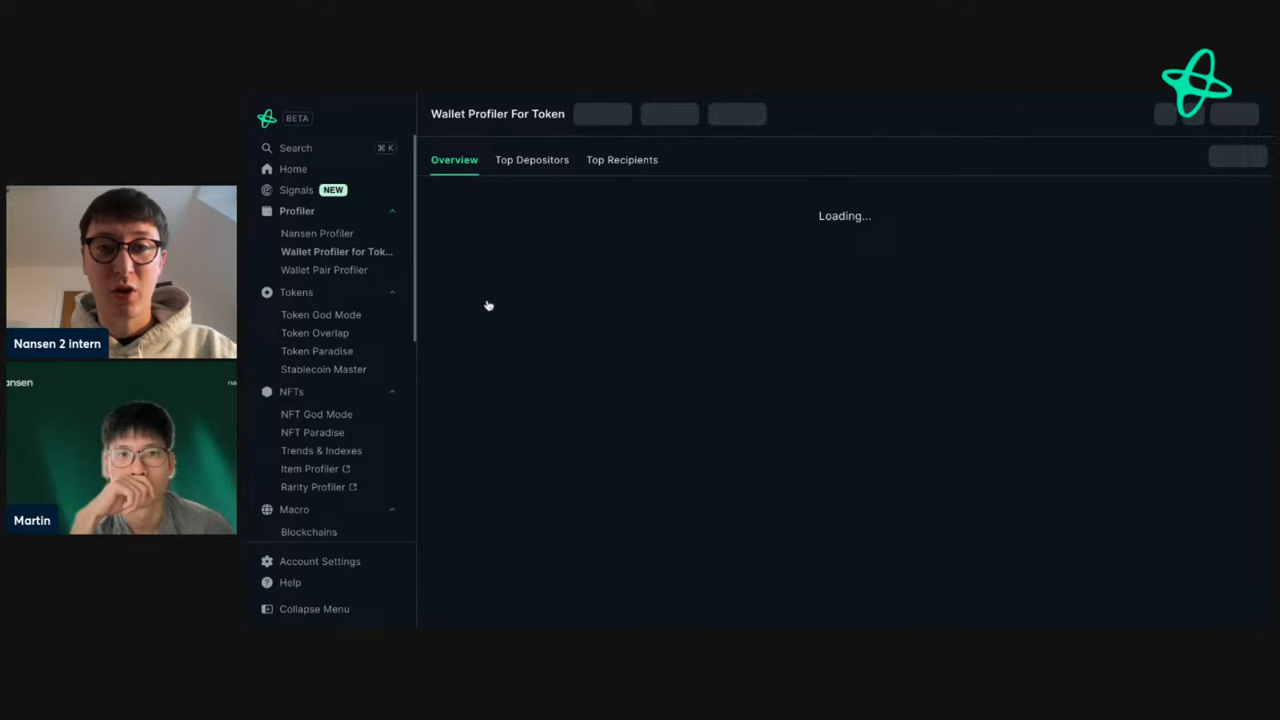 BETA
Search
⌘ K
Home
Signals NEW
Profiler
Nansen Profiler
Wallet Profiler for Tok...
Wallet Pair Profiler
Tokens
Token God Mode
Token Overlap
Token Paradise
Stablecoin Master
NFTs
NFT God Mode
NFT Paradise
Trends & Indexes
Item Profiler
Rarity Profiler
Macro
Blockchains
Account Settings
Help
Collapse Menu
Wallet Profiler For Token
Overview Top Depositors Top Recipients
Loading...
Nansen 2 Intern
ansen
na
Martin